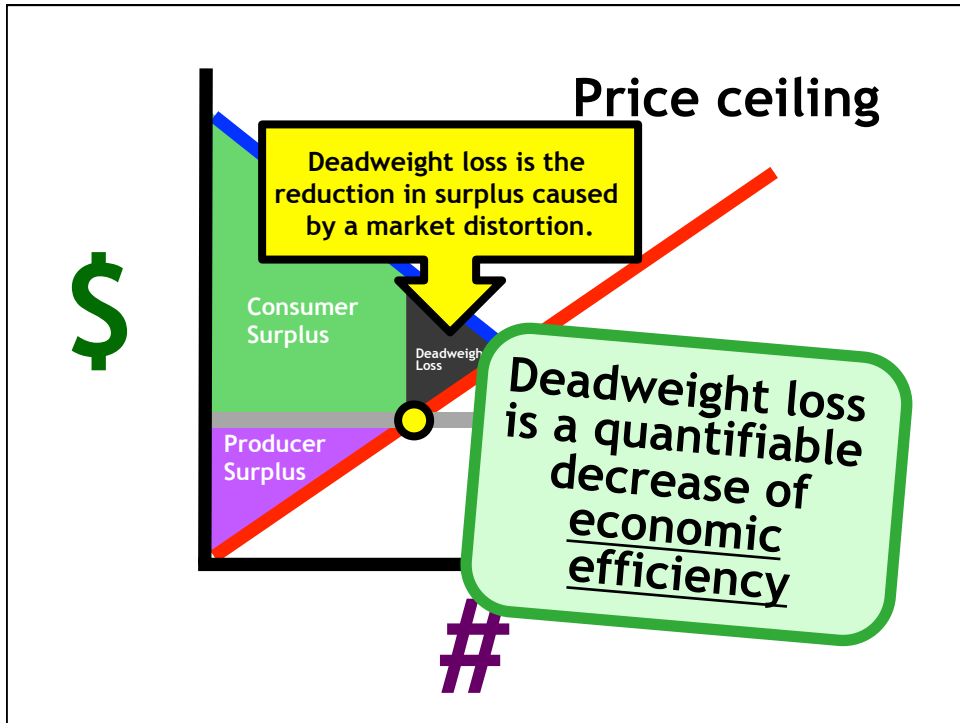 Price ceiling
Deadweight loss is the
reduction in surplus caused
by a market distortion.
$
Consumer
Surplus
Loss
Producer
Surplus
Deadweight loss
is a quantifiable
decrease of
economic
efficiency
#